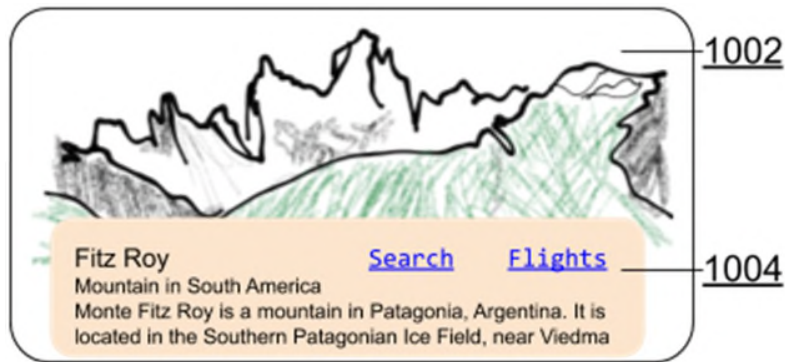 1002
Fitz Roy Search Flights
1004
Mountain in South America
Monte Fitz Roy is a mountain in Patagonia, Argentina. It is
located in the Southern Patagonian Ice Field, near Viedma